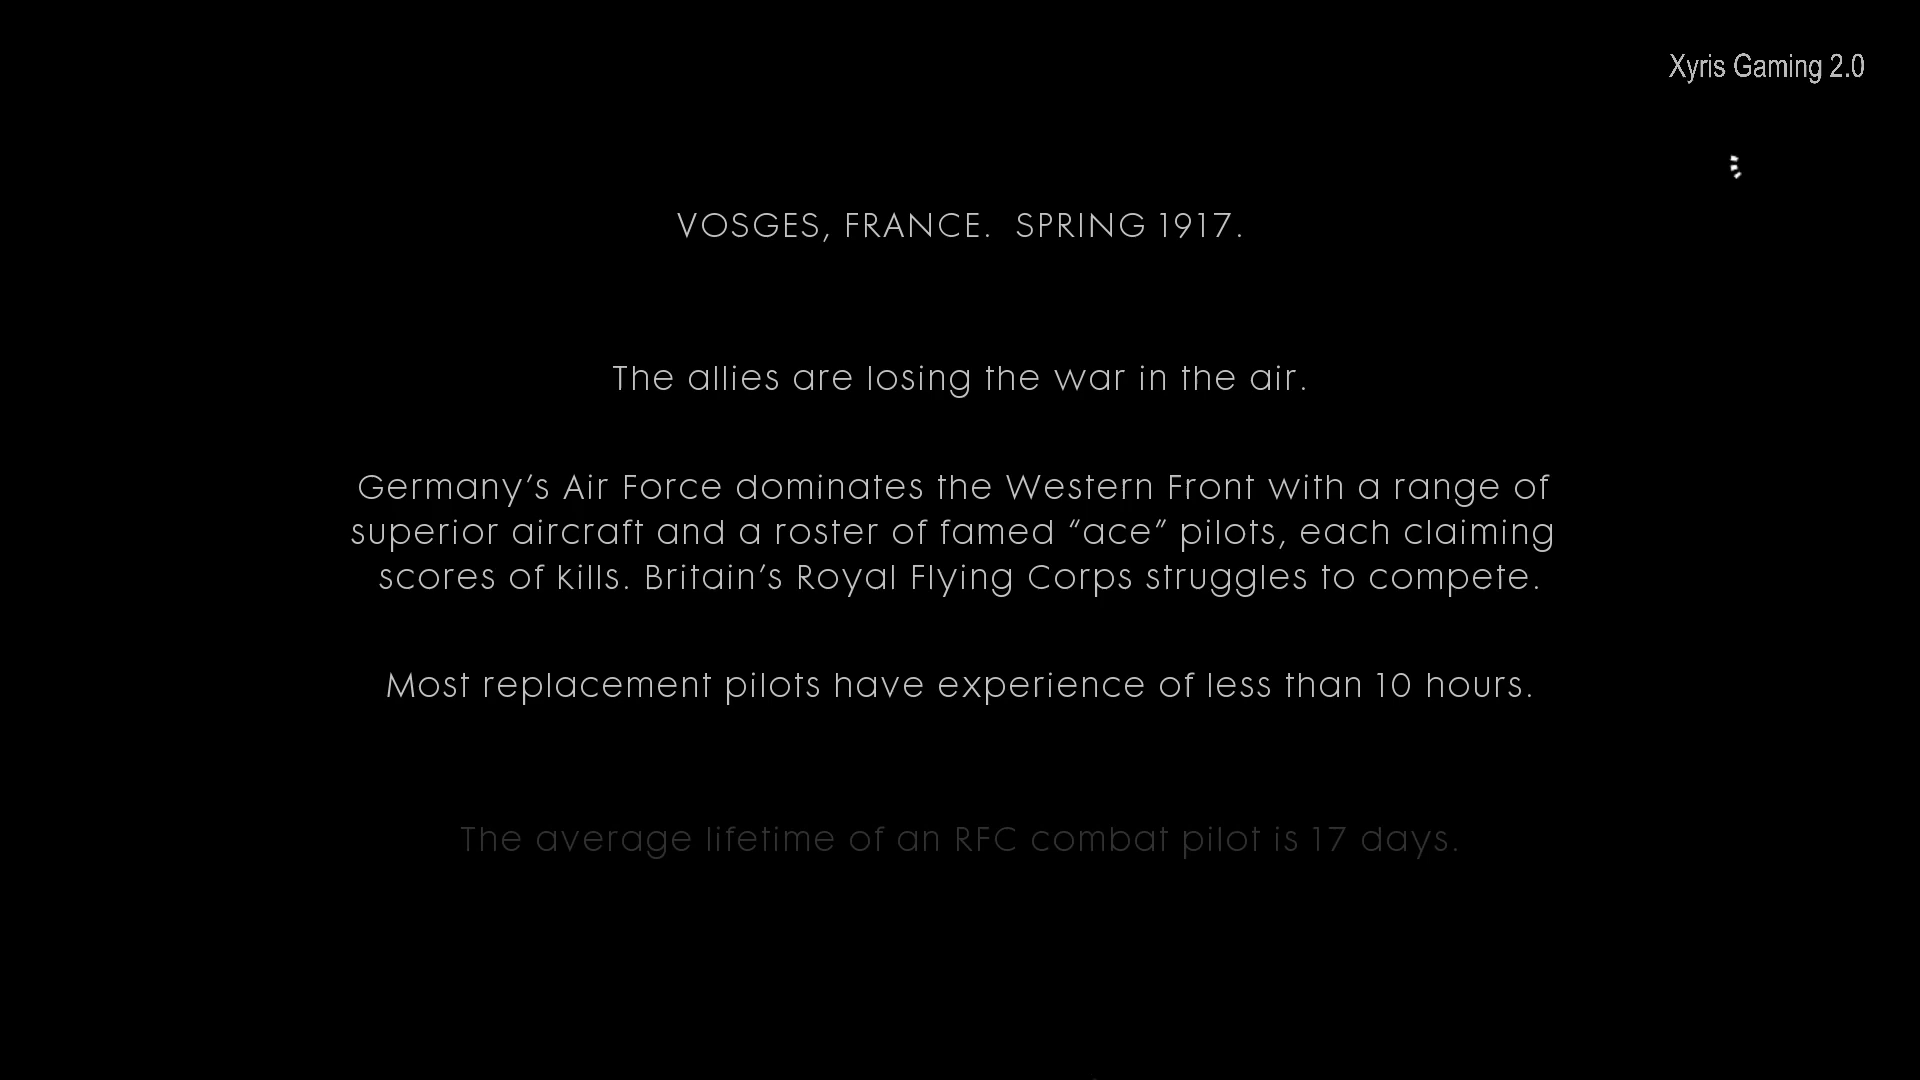 Xyris Gaming 2.0
VOSGES, FRANCE.  SPRING 1917.
The allies are losing the war in the air.
Germany’s Air Force dominates the Western Front with a range of
superior aircraft and a roster of famed “ace” pilots, each claiming
scores of kills. Britain’s Royal Flying Corps struggles to compete.
Most replacement pilots have experience of less than 10 hours.
The average lifetime of an RFC combat pilot is 17 days.